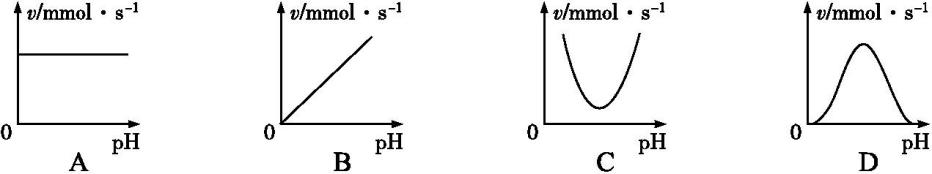 v/mmol · s⁻¹
0
pH
A
v/mmol · s⁻¹
0
pH
B
v/mmol · s⁻¹
0
pH
C
v/mmol · s⁻¹
0
pH
D